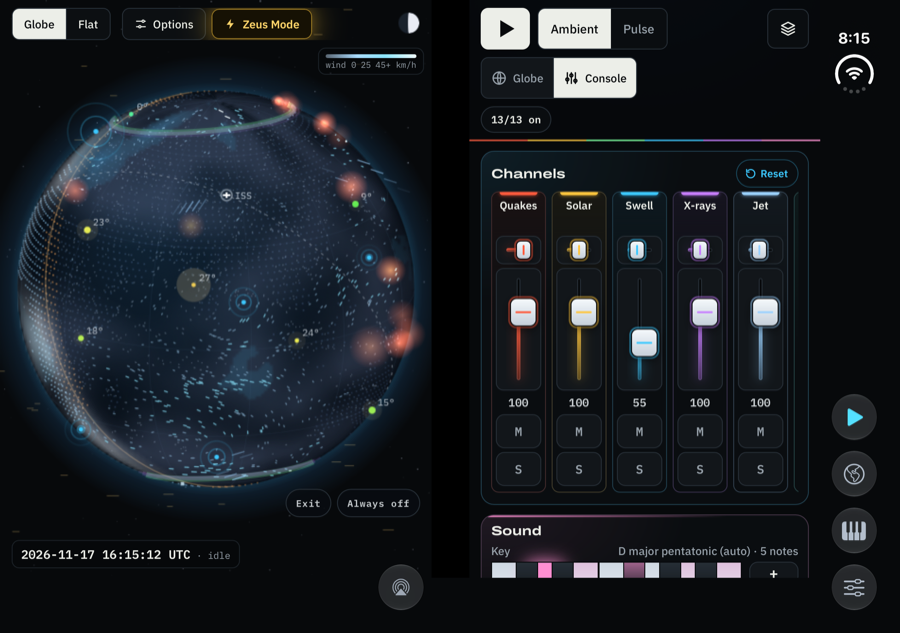 Globe Flat Options Zeus Mode
wind 0 25 45+ km/h
0°
ISS
9°
23°
27°
18°
24°
15°
Exit Always off
2026-11-17 16:15:12 UTC · idle
Ambient Pulse
Globe Console
13/13 on
Channels Reset
Quakes Solar Swell X-rays Jet
100 100 55 100 100
M M M M M
S S S S S
Sound
Key D major pentatonic (auto) · 5 notes
+
8:15